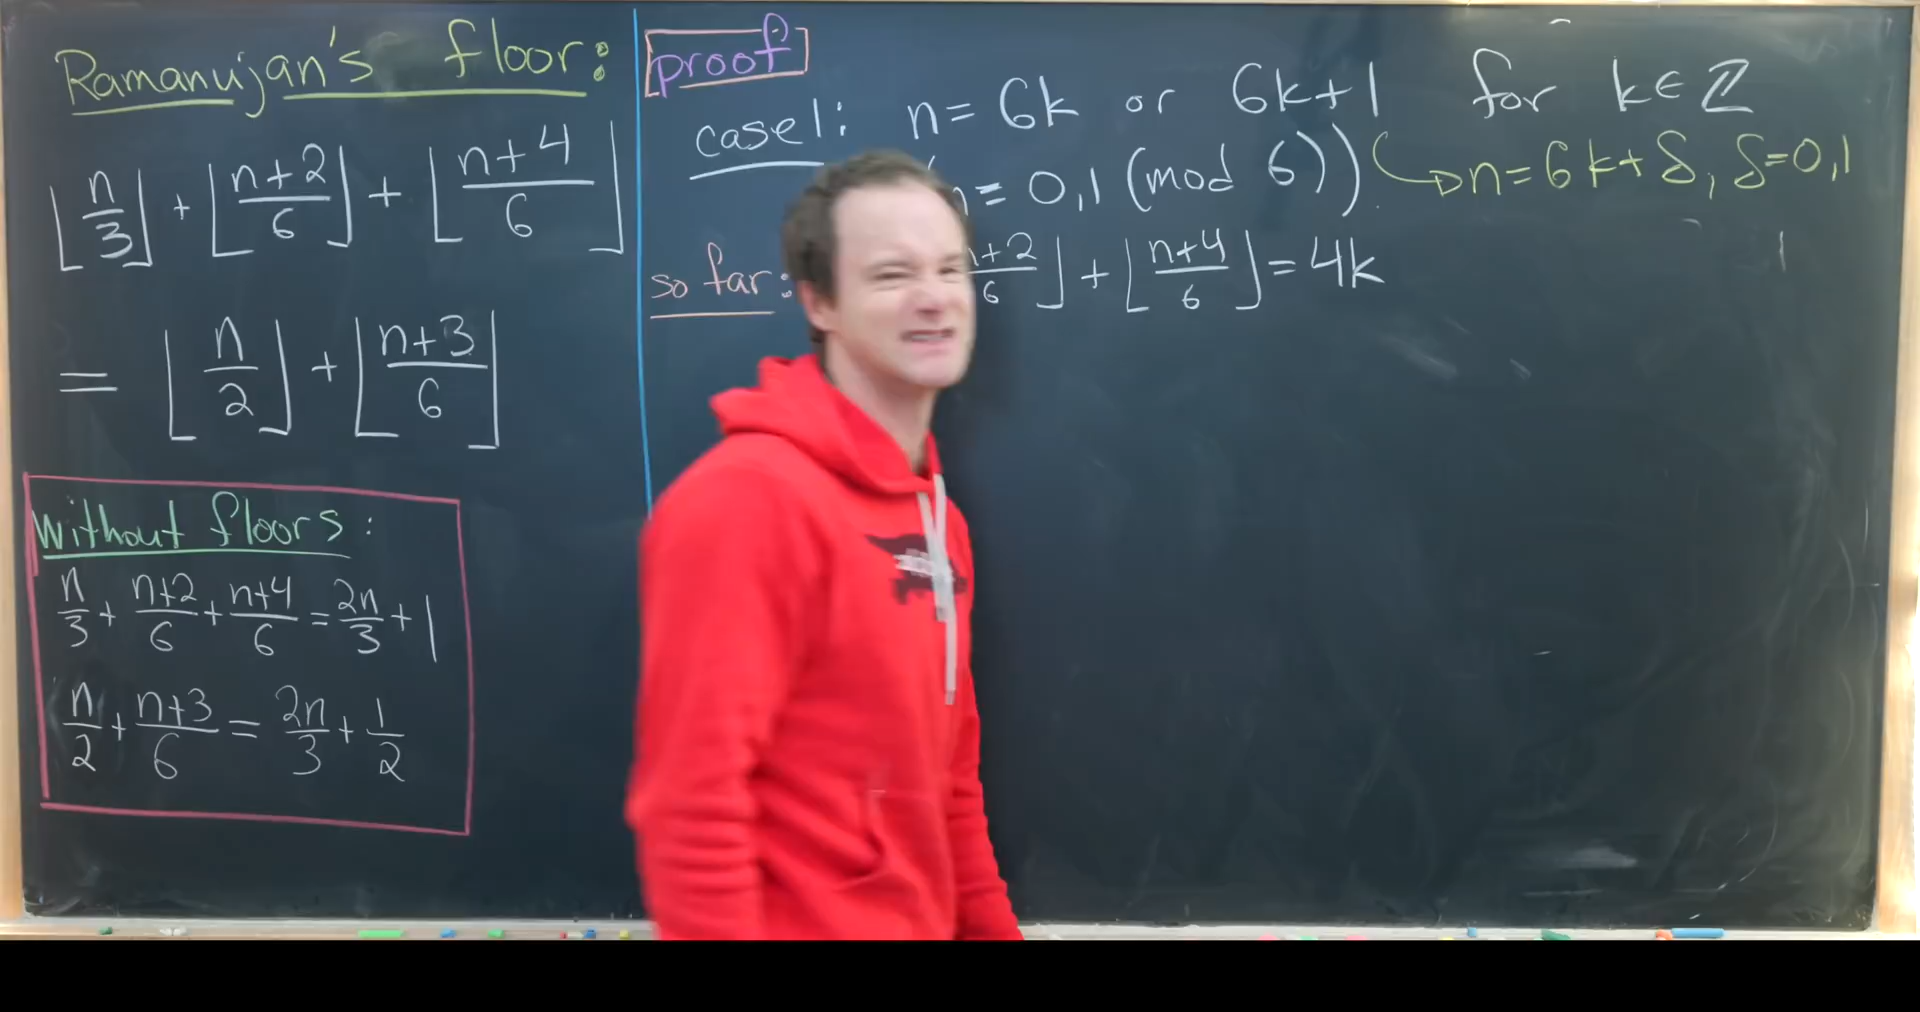 Ramanujan's floor:
⌊n/3⌋ + ⌊(n+2)/6⌋ + ⌊(n+4)/6⌋
= ⌊n/2⌋ + ⌊(n+3)/6⌋
Without floors:
n/3 + (n+2)/6 + (n+4)/6 = 2n/3 + 1
n/2 + (n+3)/6 = 2n/3 + 1/2
proof
case 1: n = 6k or 6k+1 for k∈ℤ
n = 0,1 (mod 6)) → n = 6k+δ, δ=0,1
so far: +2/6⌋ + ⌊(n+4)/6⌋ = 4k